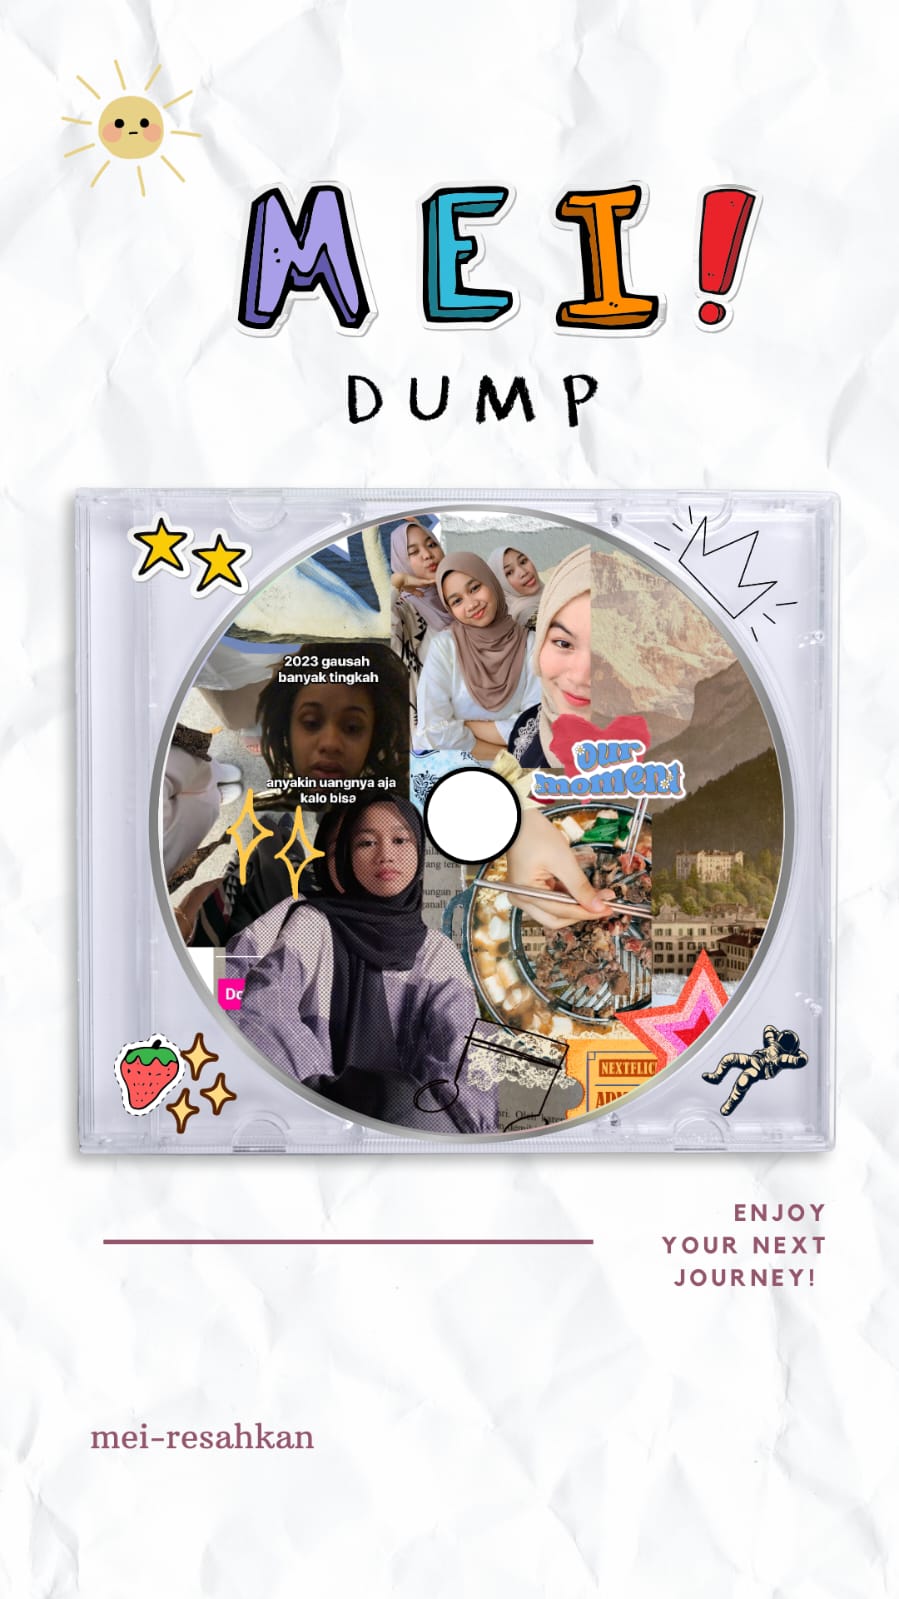 MEI!
DUMP
2023 gausah
banyak tingkah
our
moment
anyakin uangnya aja
kalo bisa
NEXTFLIC
ENJOY
YOUR NEXT
JOURNEY!
mei-resahkan